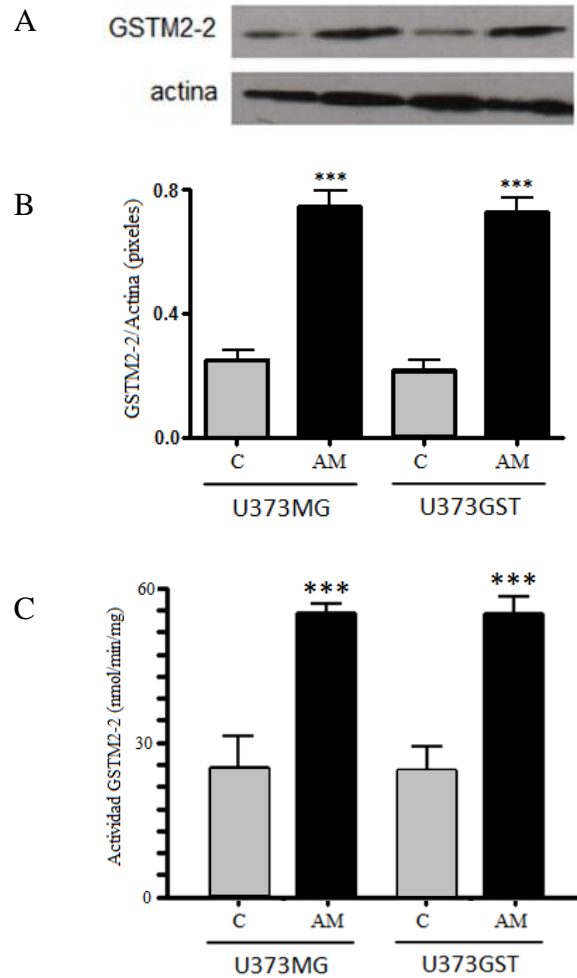 A
GSTM2-2
actina
B
GSTM2-2/Actina (pixeles)
0.8
0.4
0.0
*** ***
C AM C AM
U373MG U373GST
C
Actividad GSTM2-2 (nmol/min/mg)
60
30
0
*** ***
C AM C AM
U373MG U373GST